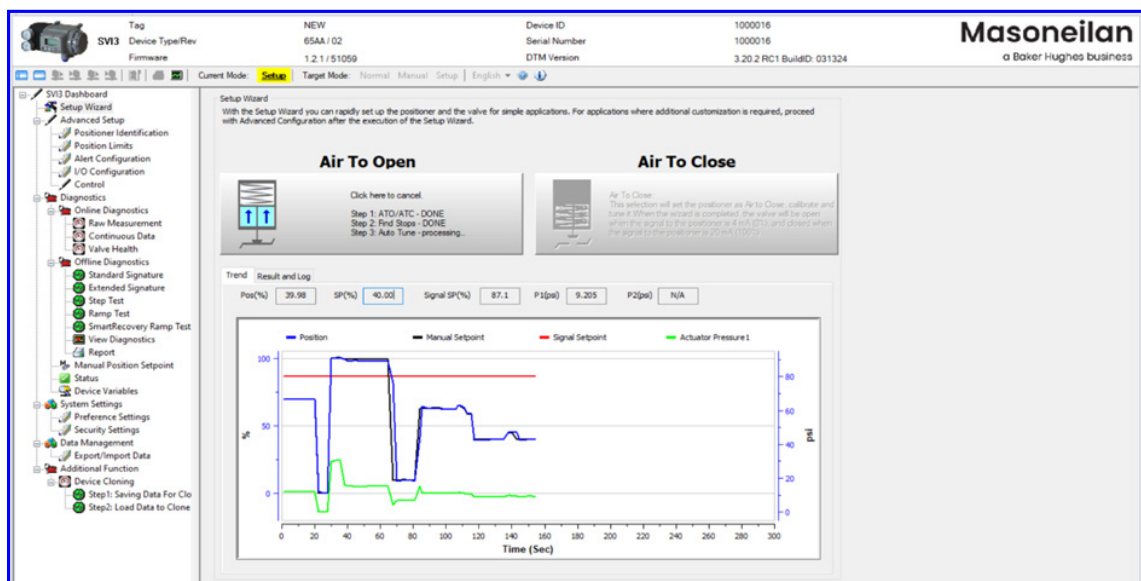 Tag NEW Device ID 1000016
SVI3 Device Type/Rev 65AA / 02 Serial Number 1000016
Firmware 1.2.1 / 51059 DTM Version 3.20.2 RC1 BuildID: 031324
Masoneilan
a Baker Hughes business
Current Mode: Setup Target Mode: Normal Manual Setup English
SVI3 Dashboard
Setup Wizard
Advanced Setup
Positioner Identification
Position Limits
Alert Configuration
I/O Configuration
Control
Diagnostics
Online Diagnostics
Raw Measurement
Continuous Data
Valve Health
Offline Diagnostics
Standard Signature
Extended Signature
Step Test
Ramp Test
SmartRecovery Ramp Test
View Diagnostics
Report
Manual Position Setpoint
Status
Device Variables
System Settings
Preference Settings
Security Settings
Data Management
Export/Import Data
Additional Function
Device Cloning
Step1: Saving Data For Clo
Step2: Load Data to Clone
Setup Wizard
With the Setup Wizard you can rapidly set up the positioner and the valve for simple applications. For applications where additional customization is required, proceed
with Advanced Configuration after the execution of the Setup Wizard.
Air To Open
Click here to cancel.
Step 1: ATO/ATC - DONE
Step 2: Find Stops - DONE
Step 3: Auto Tune - processing...
Air To Close
Air To Close:
This selection will set the positioner as Air to Close, calibrate and
tune it. When the wizard is completed, the valve will be open
when the signal to the positioner is 4 mA (0%) and closed when
the signal to the positioner is 20 mA (100%).
Trend Result and Log
Pos(%) 39.98 SP(%) 40.00 Signal SP(%) 87.1 P1(psi) 9.205 P2(psi) N/A
Position Manual Setpoint Signal Setpoint Actuator Pressure1
100
50
0
%
80
60
40
20
0
psi
0 20 40 60 80 100 120 140 160 180 200 220 240 260 280 300
Time (Sec)